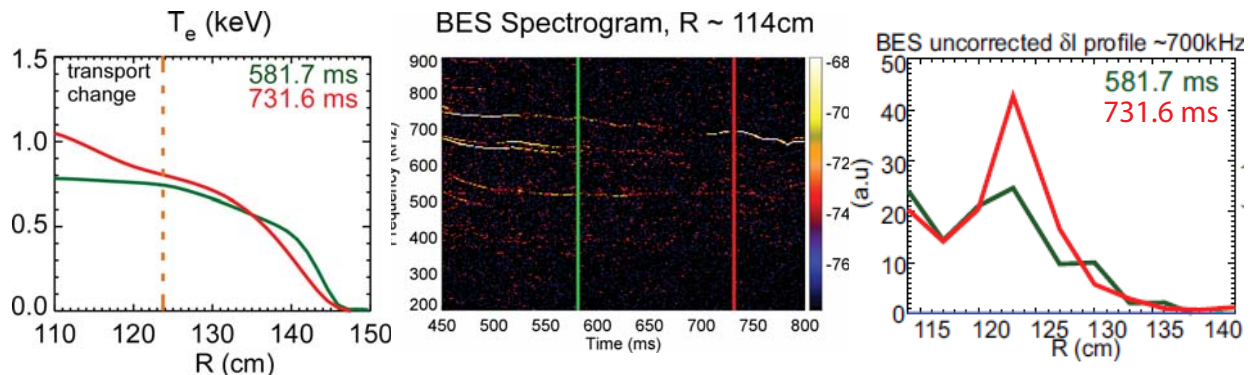 T_e (keV)
1.5
1.0
0.5
0.0
transport
change
581.7 ms
731.6 ms
110 120 130 140 150
R (cm)
BES Spectrogram, R ~ 114cm
900
800
700
600
500
400
300
200
Frequency (kHz)
450 500 550 600 650 700 750 800
Time (ms)
-68
-70
-72
-74
-76
BES uncorrected δI profile ~700kHz
50
40
30
20
10
0
(a.u)
581.7 ms
731.6 ms
115 120 125 130 135 140
R (cm)